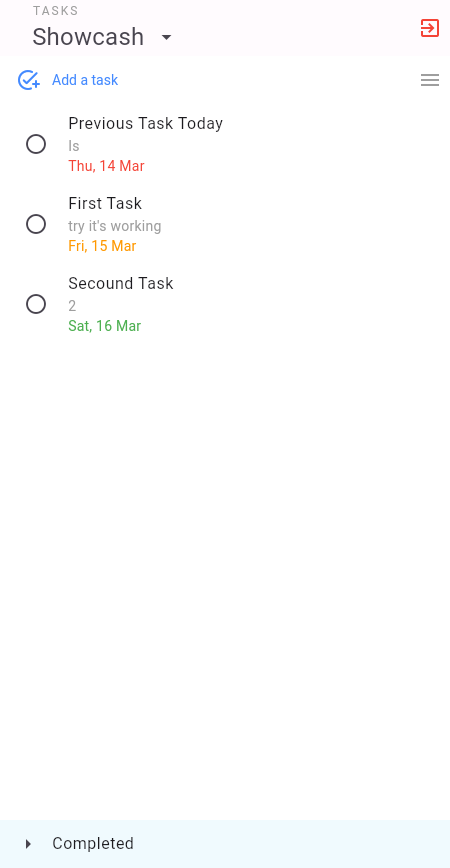 TASKS
Showcash
Add a task
Previous Task Today
Is
Thu, 14 Mar
First Task
try it's working
Fri, 15 Mar
Secound Task
2
Sat, 16 Mar
Completed